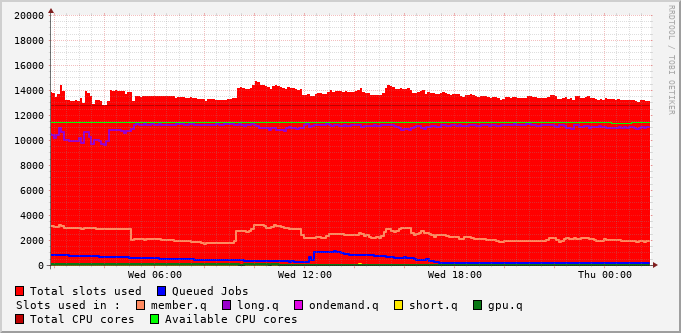 20000
18000
16000
14000
12000
10000
8000
6000
4000
2000
0
Wed 06:00 Wed 12:00 Wed 18:00 Thu 00:00
RRDTOOL / TOBI OETIKER
Total slots used Queued Jobs
Slots used in : member.q long.q ondemand.q short.q gpu.q
Total CPU cores Available CPU cores